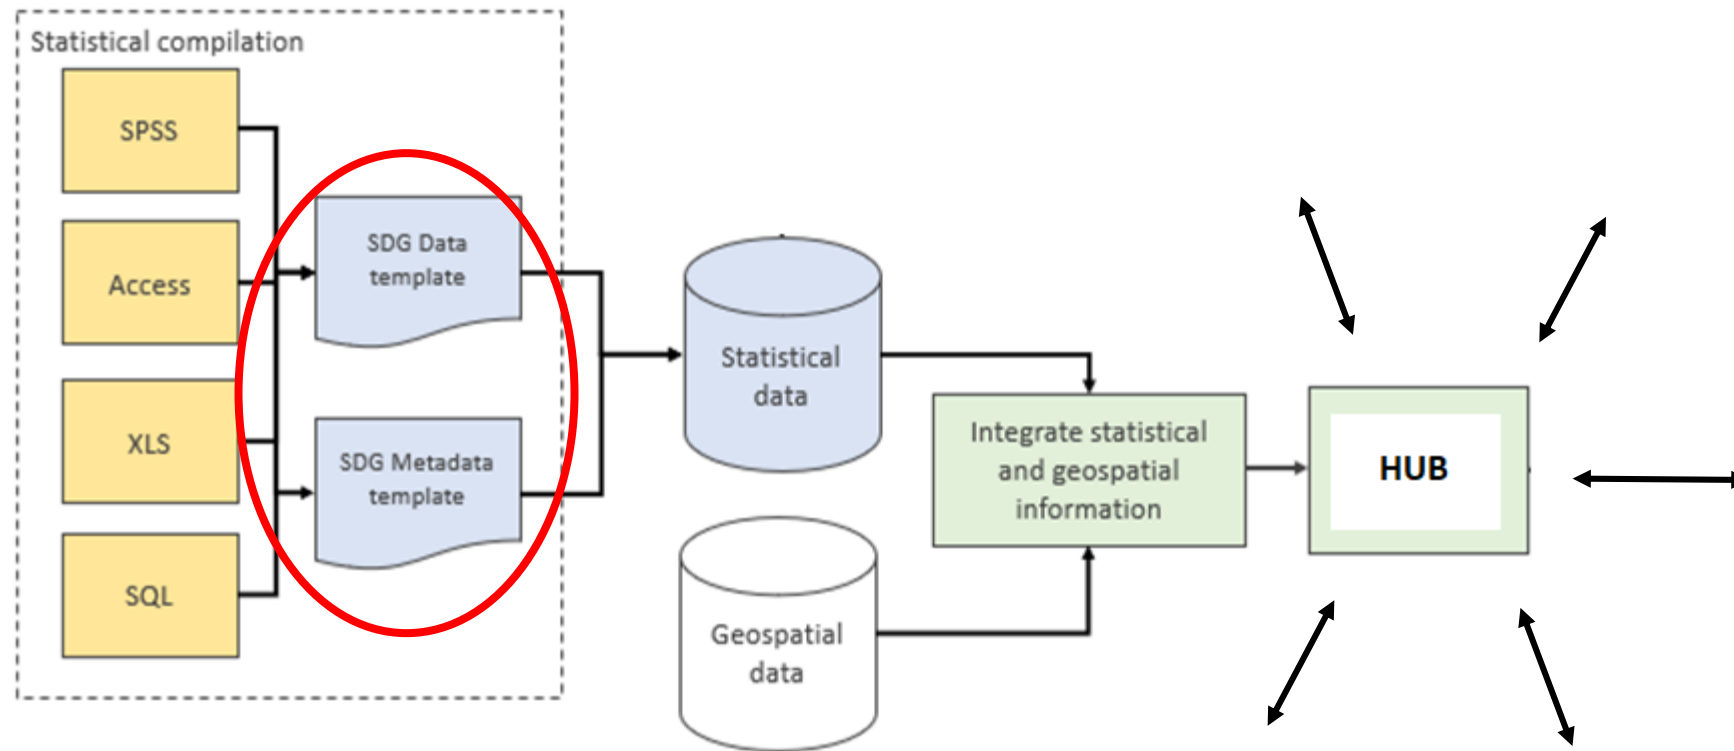 Statistical compilation
SPSS
Access
XLS
SQL
SDG Data
template
SDG Metadata
template
Statistical
data
Geospatial
data
Integrate statistical
and geospatial
information
HUB